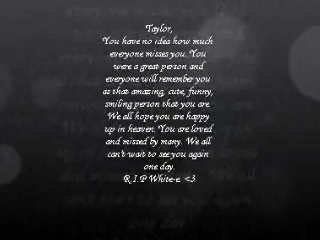 Taylor,
You have no idea how much
everyone misses you. You
were a great person and
everyone will remember you
as that amazing, cute, funny,
smiling person that you are.
We all hope you are happy
up in heaven. You are loved
and missed by many. We all
can't wait to see you again
one day.
R.I.P White-e <3